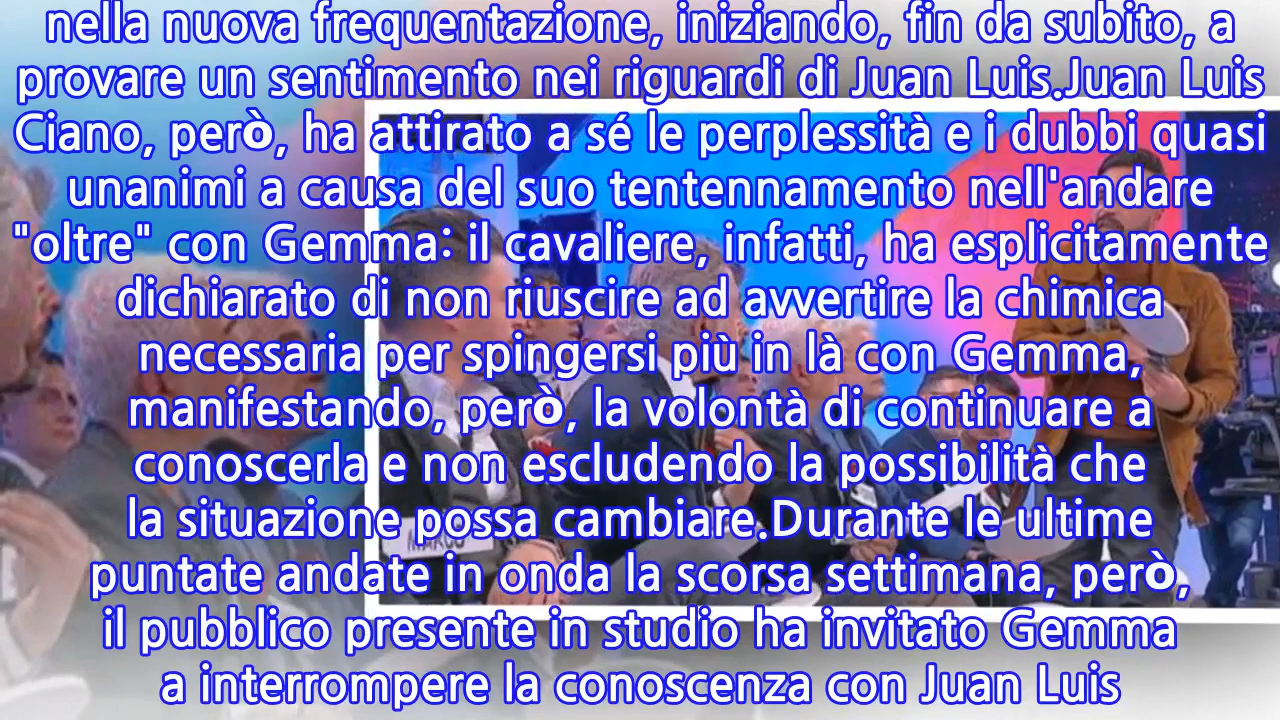 nella nuova frequentazione, iniziando, fin da subito, a
provare un sentimento nei riguardi di Juan Luis.Juan Luis
Ciano, però, ha attirato a sé le perplessità e i dubbi quasi
unanimi a causa del suo tentennamento nell'andare
"oltre" con Gemma: il cavaliere, infatti, ha esplicitamente
dichiarato di non riuscire ad avvertire la chimica
necessaria per spingersi più in là con Gemma,
manifestando, però, la volontà di continuare a
conoscerla e non escludendo la possibilità che
la situazione possa cambiare.Durante le ultime
MARCO
puntate andate in onda la scorsa settimana, però,
il pubblico presente in studio ha invitato Gemma
a interrompere la conoscenza con Juan Luis